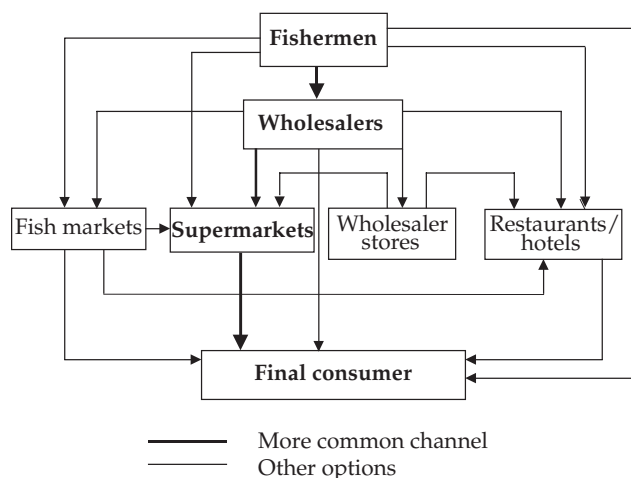 Fishermen
Wholesalers
Fish markets
Supermarkets
Wholesaler
stores
Restaurants/
hotels
Final consumer
More common channel
Other options